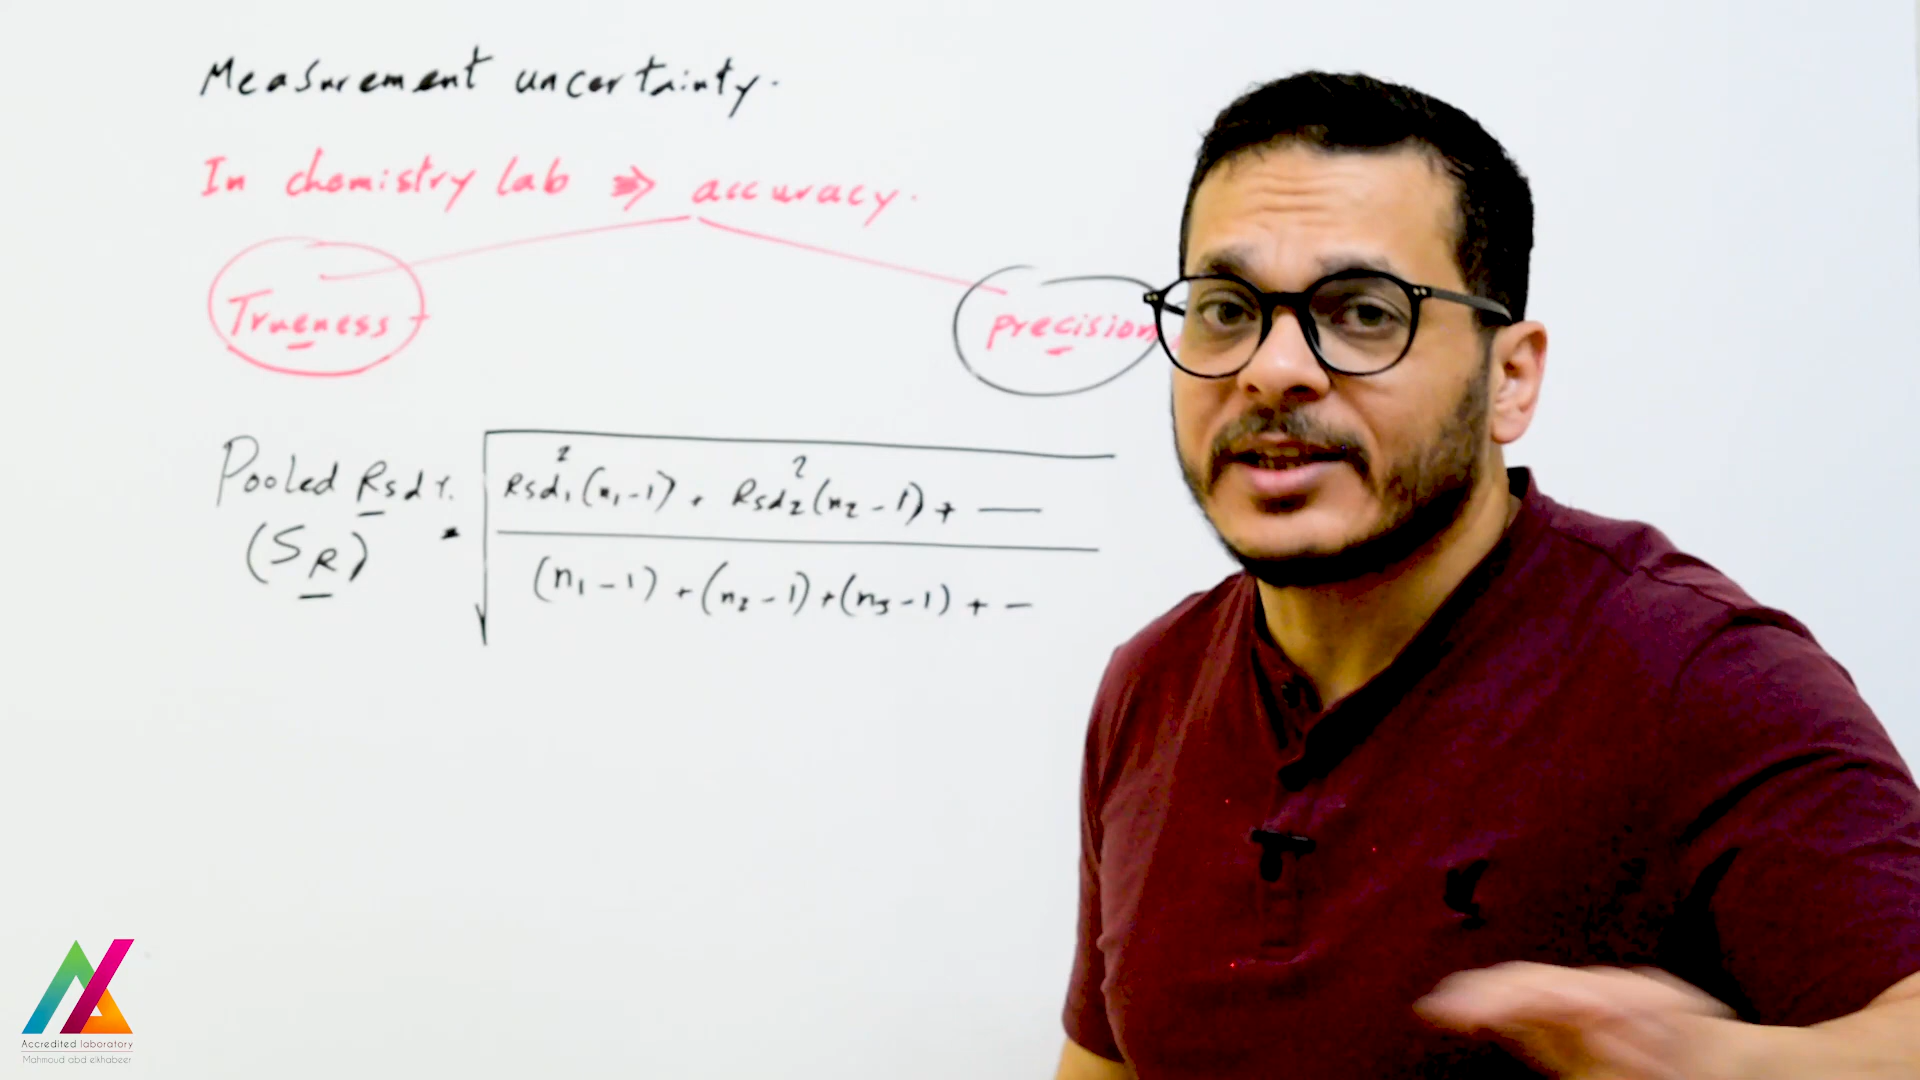 Measurement uncertainty.
In chemistry lab ⇒ accuracy.
Trueness
precision
Pooled Rsd %.
(S_R)
=
√
Rsd₁²(n₁-1) + Rsd₂²(n₂-1) + —
(n₁-1) + (n₂-1) + (n₃-1) + -
Accredited laboratory
Mahmoud abd elkhabeer